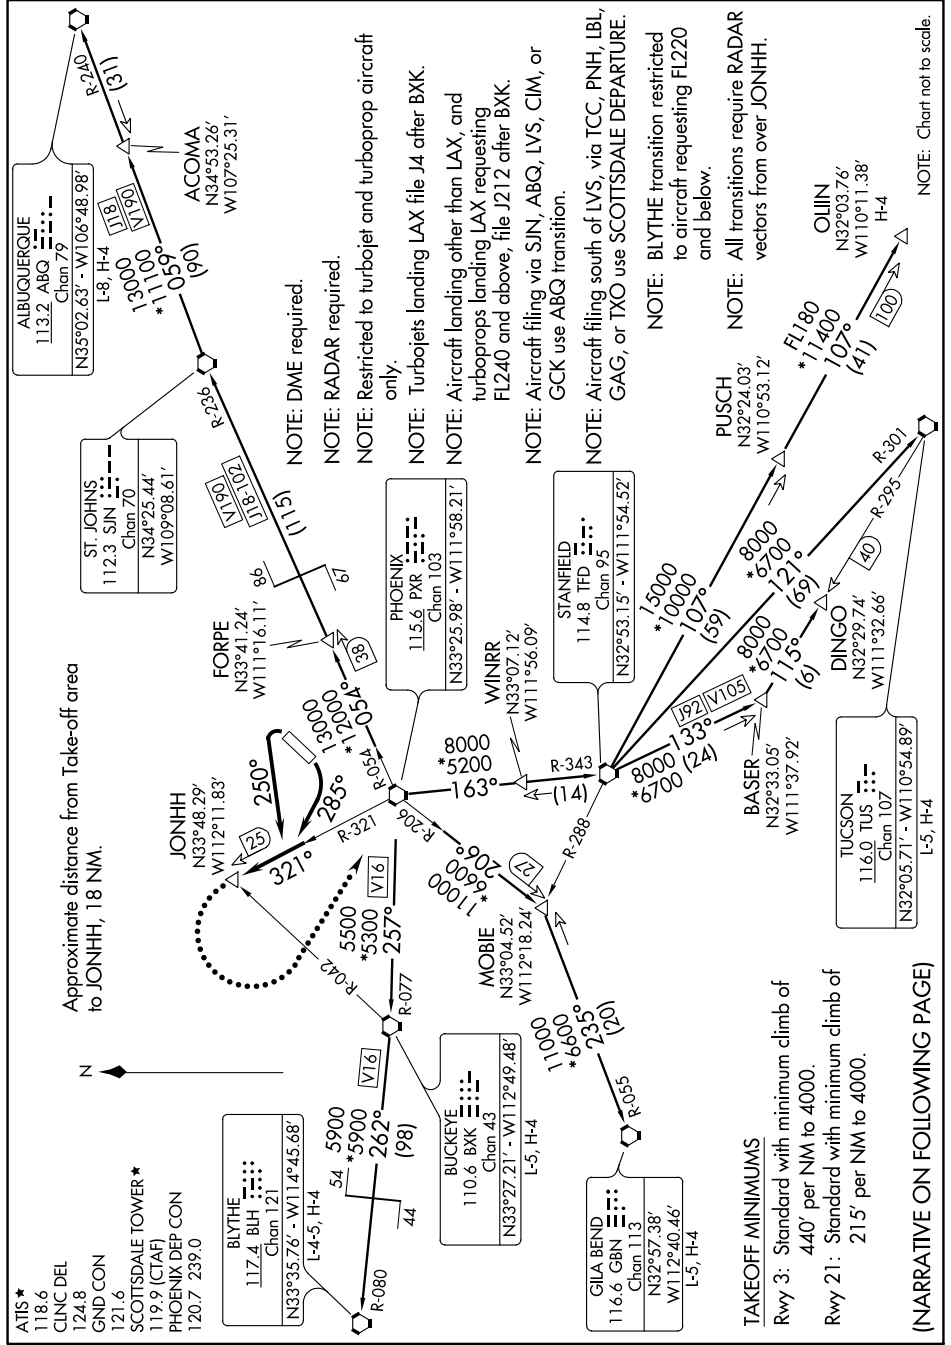 ATIS ★
118.6
CLNC DEL
124.8
GND CON
121.6
SCOTTSDALE TOWER ★
119.9 (CTAF)
PHOENIX DEP CON
120.7 239.0
N
Approximate distance from Take-off area
to JONHH, 18 NM.
ALBUQUERQUE
113.2 ABQ
Chan 79
N35°02.63′ - W106°48.98′
L-8, H-4
R-240
(31)
ACOMA
N34°53.26′
W107°25.31′
J18
V190
13000
*11100
059°
(90)
ST. JOHNS
112.3 SJN
Chan 70
N34°25.44′
W109°08.61′
R-236
V190
J18-102
(115)
98
67
FORPE
N33°41.24′
W111°16.11′
38
13000
*12000
054°
R-054
JONHH
N33°48.29′
W112°11.83′
25
250°
285°
321°
R-321
PHOENIX
115.6 PXR
Chan 103
N33°25.98′ - W111°58.21′
BLYTHE
117.4 BLH
Chan 121
N33°35.76′ - W114°45.68′
L-4-5, H-4
R-080
54
44
5900
*5900
262°
(98)
V16
BUCKEYE
110.6 BXK
Chan 43
N33°27.21′ - W112°49.48′
L-5, H-4
R-042
R-077
5500
*5300
257°
V16
R-206
206°
*6600
11000
27
MOBIE
N33°04.52′
W112°18.24′
R-288
11000
*6600
235°
(20)
R-055
GILA BEND
116.6 GBN
Chan 113
N32°57.38′
W112°40.46′
L-5, H-4
8000
*5200
163°
WINRR
N33°07.12′
W111°56.09′
R-343
(14)
STANFIELD
114.8 TFD
Chan 95
N32°53.15′ - W111°54.52′
15000
*10000
107°
(59)
PUSCH
N32°24.03′
W110°53.12′
FL180
*11400
107°
(41)
100
OLIIN
N32°03.76′
W110°11.38′
H-4
8000
*6700
121°
(69)
R-301
R-295
40
J92
V105
133°
(24)
8000
*6700
BASER
N32°33.05′
W111°37.92′
8000
*6700
115°
(6)
DINGO
N32°29.74′
W111°32.66′
TUCSON
116.0 TUS
Chan 107
N32°05.71′ - W110°54.89′
L-5, H-4
NOTE: DME required.
NOTE: RADAR required.
NOTE: Restricted to turbojet and turboprop aircraft
only.
NOTE: Turbojets landing LAX file J4 after BXK.
NOTE: Aircraft landing other than LAX, and
turboprops landing LAX requesting
FL240 and above, file J212 after BXK.
NOTE: Aircraft filing via SJN, ABQ, LVS, CIM, or
GCK use ABQ transition.
NOTE: Aircraft filing south of LVS, via TCC, PNH, LBL,
GAG, or TXO use SCOTTSDALE DEPARTURE.
NOTE: BLYTHE transition restricted
to aircraft requesting FL220
and below.
NOTE: All transitions require RADAR
vectors from over JONHH.
TAKEOFF MINIMUMS
Rwy 3: Standard with minimum climb of
440′ per NM to 4000.
Rwy 21: Standard with minimum climb of
215′ per NM to 4000.
(NARRATIVE ON FOLLOWING PAGE)
NOTE: Chart not to scale.